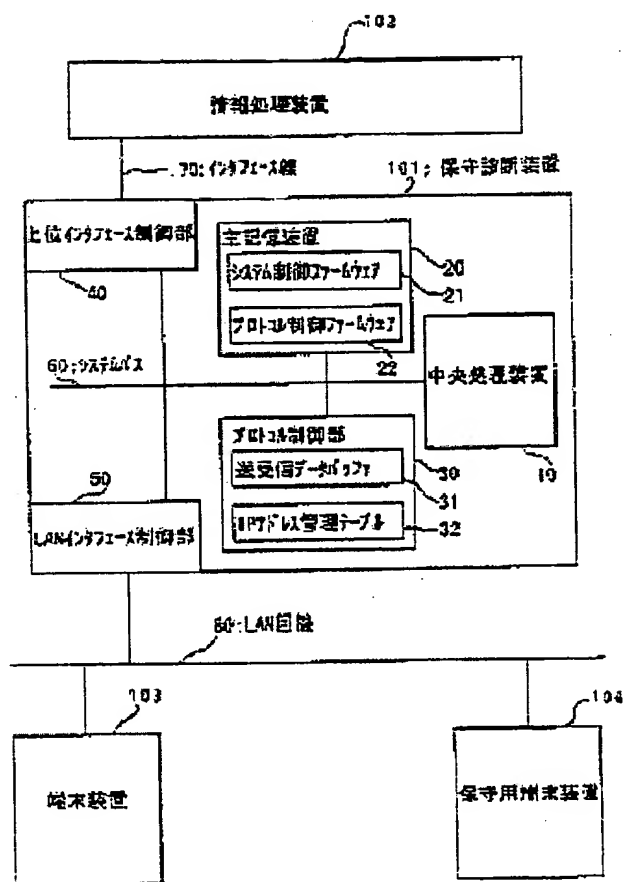 102
情報処理装置
70:インタフェース線
101; 保守診断装置
上位インタフェース制御部
40
主記憶装置
20
システム制御ファームウェア
21
プロトコル制御ファームウェア
22
60:システムバス
中央処理装置
10
プロトコル制御部
30
送受信データバッファ
31
IPアドレス管理テーブル
32
50
LANインタフェース制御部
80:LAN回線
103
端末装置
104
保守用端末装置